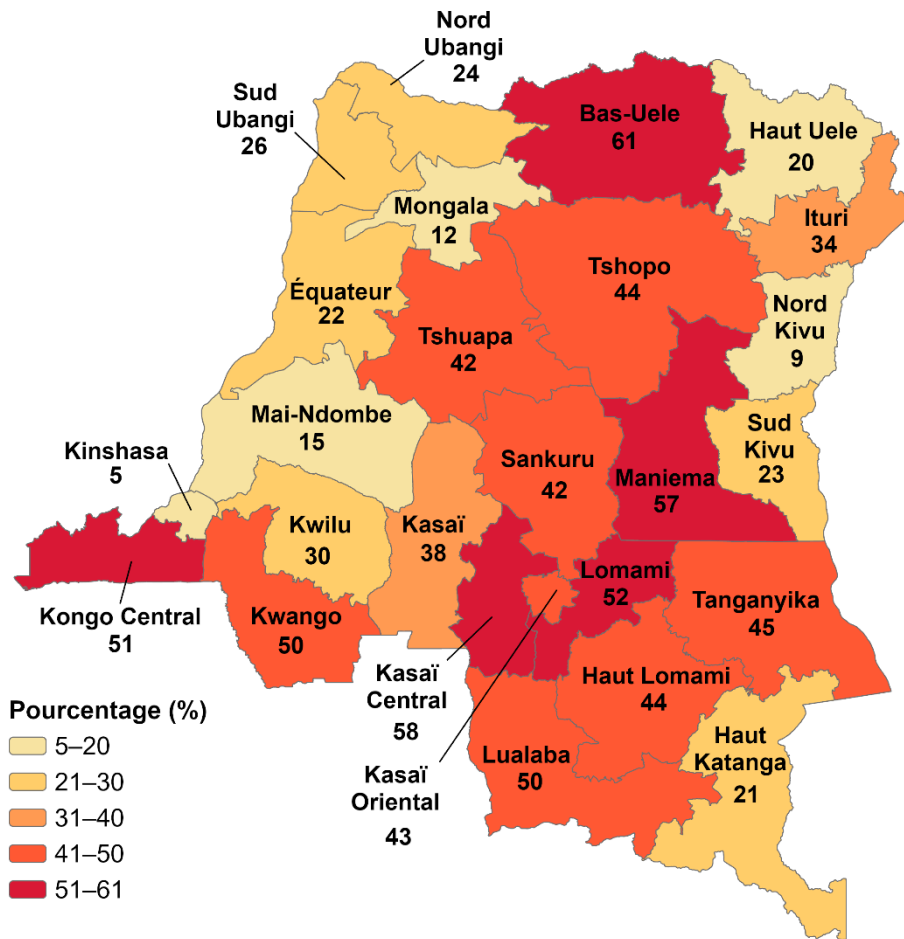 Nord
Ubangi
24
Sud
Ubangi
26
Bas-Uele
61
Haut Uele
20
Mongala
12
Ituri
34
Tshopo
44
Équateur
22
Nord
Kivu
9
Tshuapa
42
Mai-Ndombe
15
Sud
Kivu
23
Kinshasa
5
Sankuru
42
Maniema
57
Kwilu
30
Kasaï
38
Lomami
52
Kongo Central
51
Kwango
50
Tanganyika
45
Kasaï
Central
58
Haut Lomami
44
Kasaï
Oriental
43
Lualaba
50
Haut
Katanga
21
Pourcentage (%)
5–20
21–30
31–40
41–50
51–61